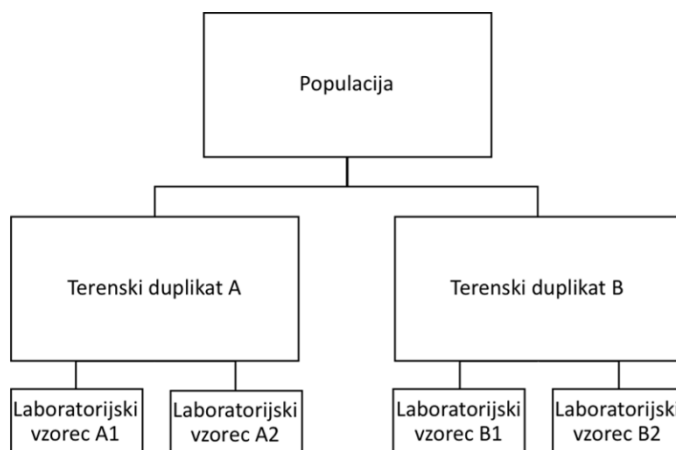 Populacija
Terenski duplikat A
Terenski duplikat B
Laboratorijski
vzorec A1
Laboratorijski
vzorec A2
Laboratorijski
vzorec B1
Laboratorijski
vzorec B2